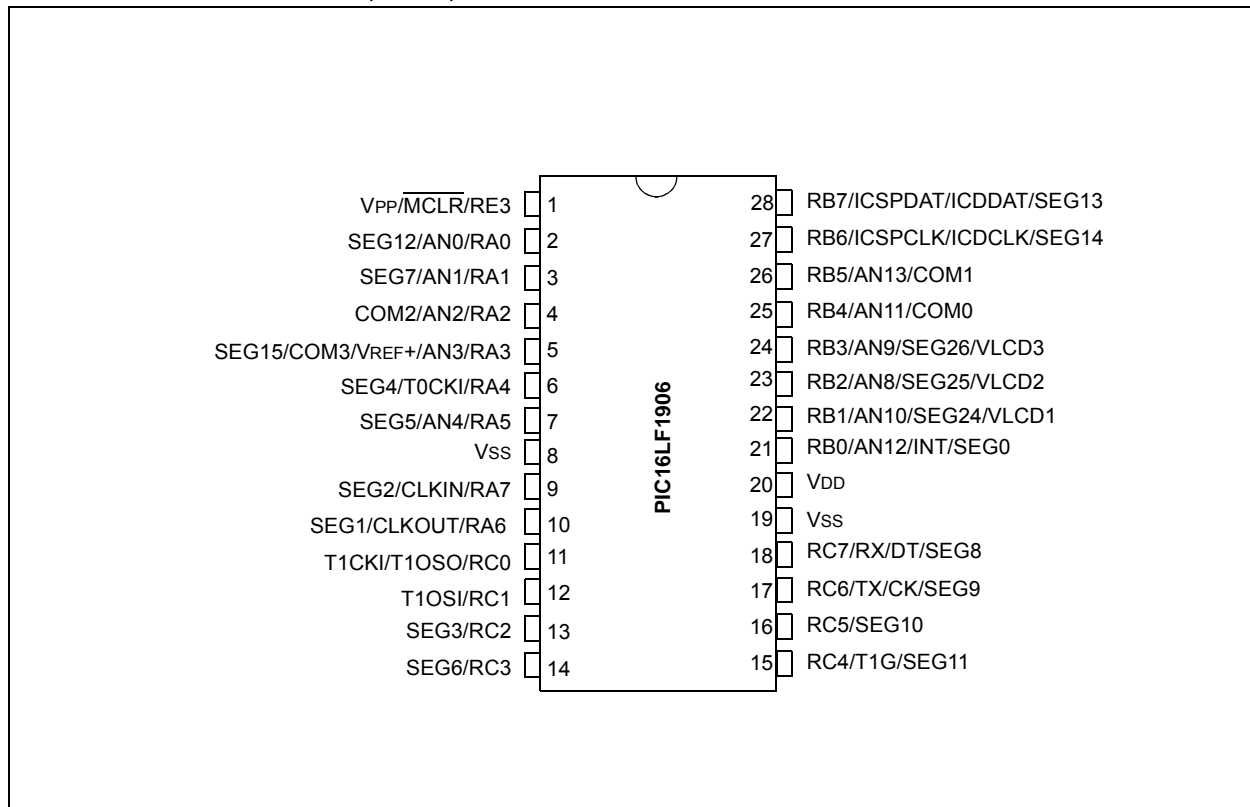 VPP/MCLR/RE3 1
SEG12/AN0/RA0 2
SEG7/AN1/RA1 3
COM2/AN2/RA2 4
SEG15/COM3/VREF+/AN3/RA3 5
SEG4/T0CKI/RA4 6
SEG5/AN4/RA5 7
VSS 8
SEG2/CLKIN/RA7 9
SEG1/CLKOUT/RA6 10
T1CKI/T1OSO/RC0 11
T1OSI/RC1 12
SEG3/RC2 13
SEG6/RC3 14
PIC16LF1906
28 RB7/ICSPDAT/ICDDAT/SEG13
27 RB6/ICSPCLK/ICDCLK/SEG14
26 RB5/AN13/COM1
25 RB4/AN11/COM0
24 RB3/AN9/SEG26/VLCD3
23 RB2/AN8/SEG25/VLCD2
22 RB1/AN10/SEG24/VLCD1
21 RB0/AN12/INT/SEG0
20 VDD
19 VSS
18 RC7/RX/DT/SEG8
17 RC6/TX/CK/SEG9
16 RC5/SEG10
15 RC4/T1G/SEG11